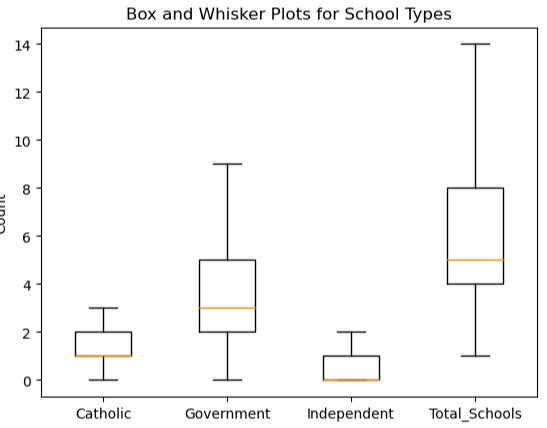 Box and Whisker Plots for School Types
14
12
10
8
6
4
2
0
Count
Catholic Government Independent Total_Schools